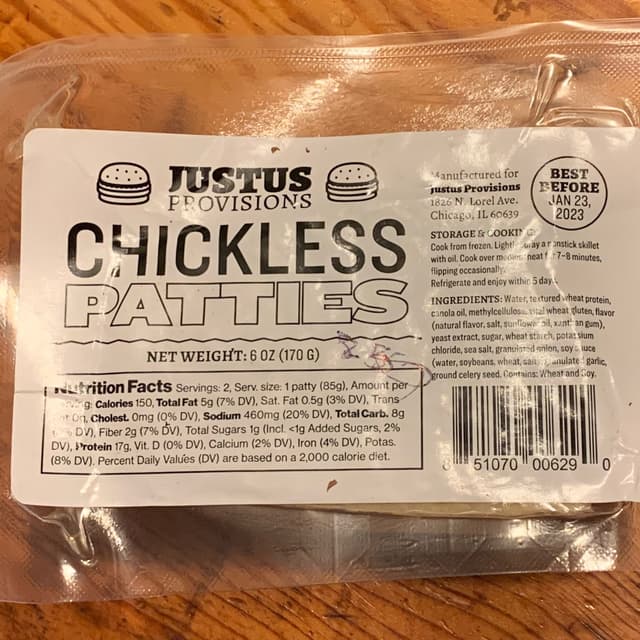 JUSTUS
PROVISIONS
CHICKLESS
PATTIES
NET WEIGHT: 6 OZ (170 G)
Nutrition Facts Servings: 2, Serv. size: 1 patty (85g), Amount per
Calories 150, Total Fat 5g (7% DV), Sat. Fat 0.5g (3% DV), Trans
Cholest. 0mg (0% DV), Sodium 460mg (20% DV), Total Carb. 8g
DV), Fiber 2g (7% DV), Total Sugars 1g (Incl. <1g Added Sugars, 2%
DV), Protein 17g, Vit. D (0% DV), Calcium (2% DV), Iron (4% DV), Potas.
(8% DV), Percent Daily Values (DV) are based on a 2,000 calorie diet.
Manufactured for
Justus Provisions
1826 N. Lorel Ave.
Chicago, IL 60639
BEST
BEFORE
JAN 23,
2023
STORAGE & COOKING:
Cook from frozen. Lightly spray a nonstick skillet
with oil. Cook over medium heat for 7-8 minutes,
flipping occasionally.
Refrigerate and enjoy within 5 days.
INGREDIENTS: Water, textured wheat protein,
canola oil, methylcellulose, vital wheat gluten, flavor
(natural flavor, salt, sunflower oil, xanthan gum),
yeast extract, sugar, wheat starch, potassium
chloride, sea salt, granulated onion, soy sauce
(water, soybeans, wheat, salt), granulated garlic,
ground celery seed. Contains: Wheat and Soy.
8 51070 00629 0